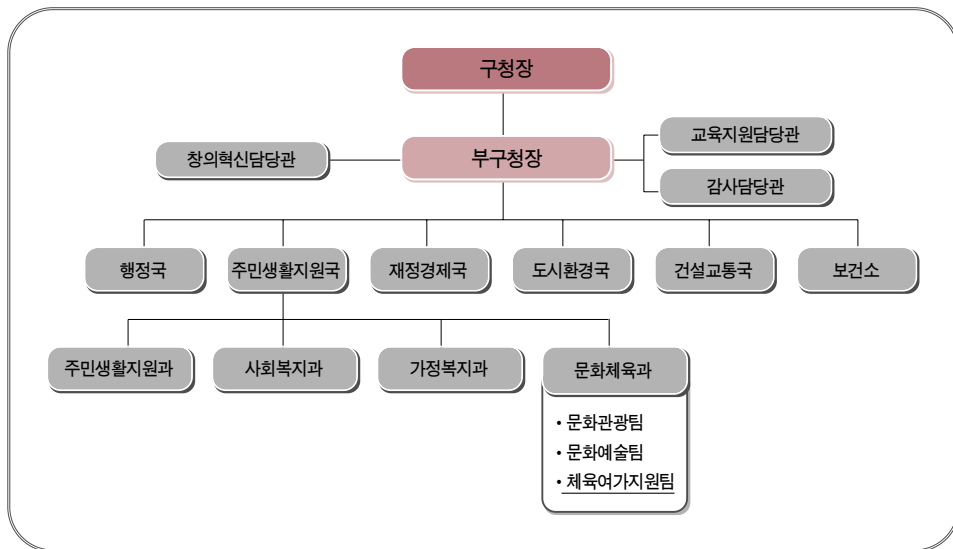 구청장
창의혁신담당관
부구청장
교육지원담당관
감사담당관
행정국
주민생활지원국
재정경제국
도시환경국
건설교통국
보건소
주민생활지원과
사회복지과
가정복지과
문화체육과
• 문화관광팀
• 문화예술팀
• 체육여가지원팀